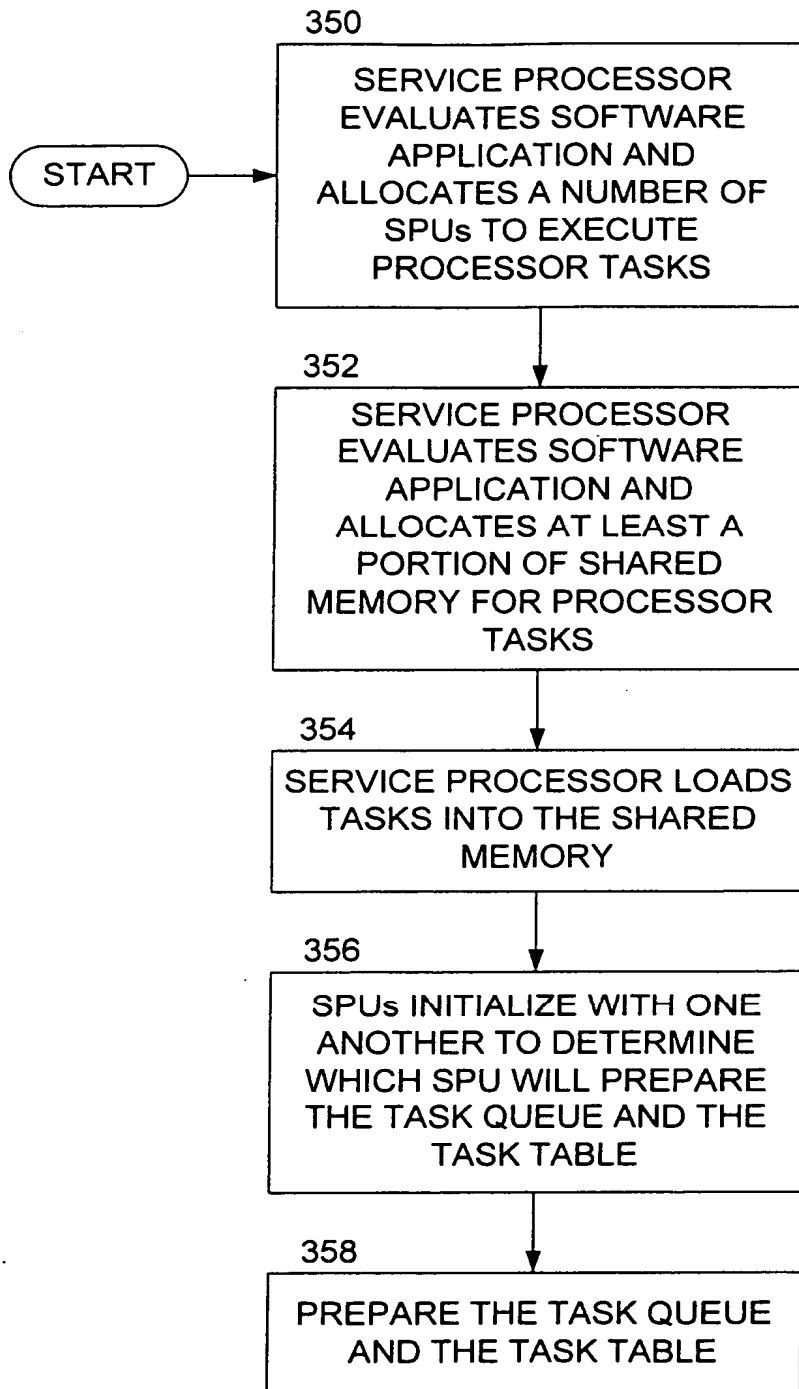 350
SERVICE PROCESSOR
EVALUATES SOFTWARE
APPLICATION AND
ALLOCATES A NUMBER OF
SPUs TO EXECUTE
PROCESSOR TASKS
START
352
SERVICE PROCESSOR
EVALUATES SOFTWARE
APPLICATION AND
ALLOCATES AT LEAST A
PORTION OF SHARED
MEMORY FOR PROCESSOR
TASKS
354
SERVICE PROCESSOR LOADS
TASKS INTO THE SHARED
MEMORY
356
SPUs INITIALIZE WITH ONE
ANOTHER TO DETERMINE
WHICH SPU WILL PREPARE
THE TASK QUEUE AND THE
TASK TABLE
358
PREPARE THE TASK QUEUE
AND THE TASK TABLE